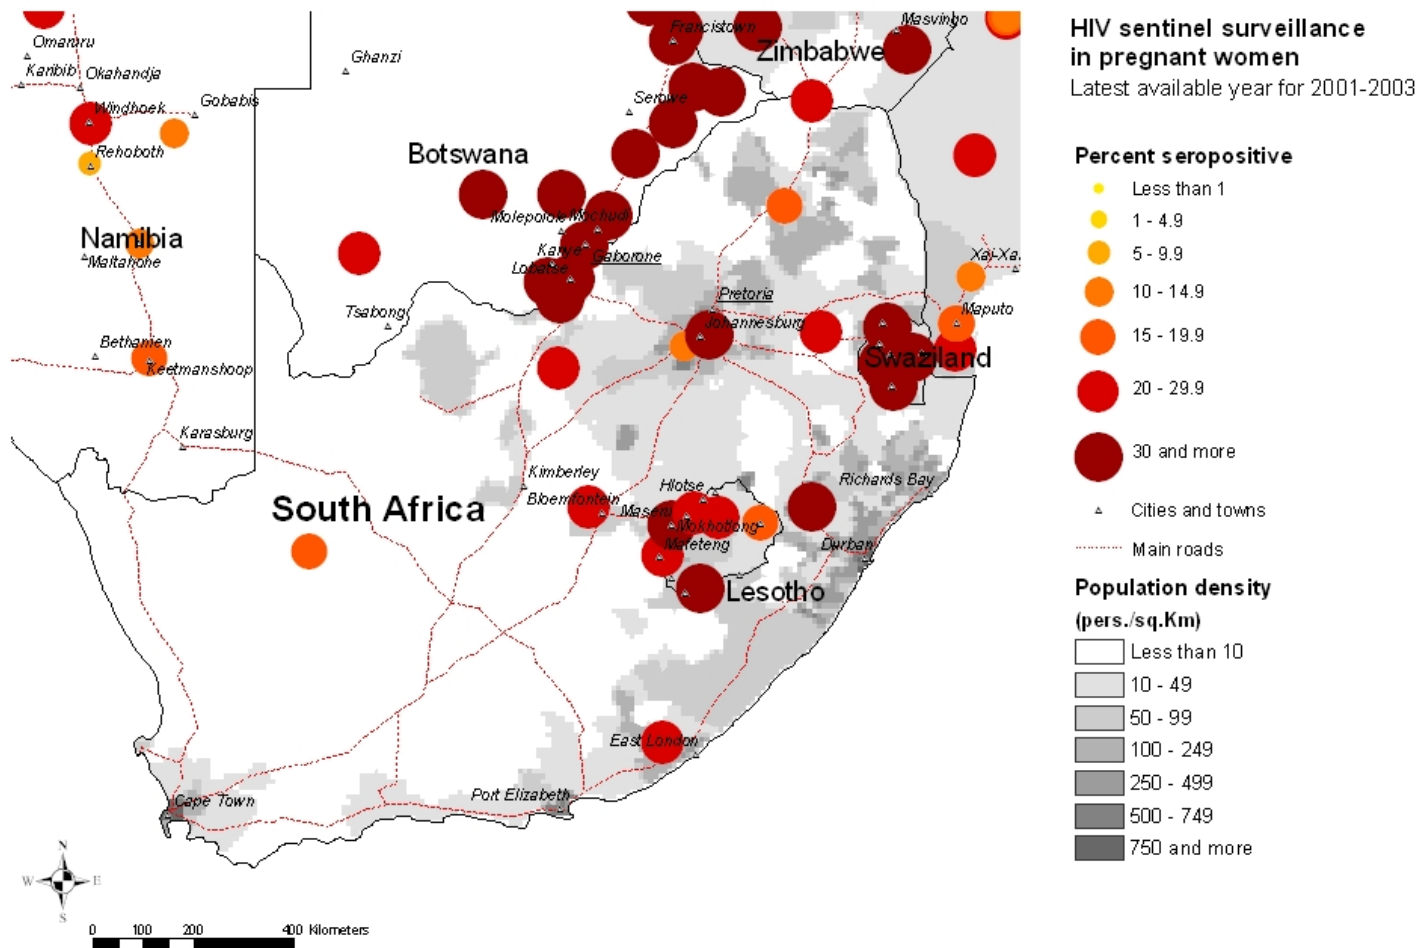 HIV sentinel surveillance
in pregnant women
Latest available year for 2001-2003
Percent seropositive
Less than 1
1 - 4.9
5 - 9.9
10 - 14.9
15 - 19.9
20 - 29.9
30 and more
Cities and towns
Main roads
Population density
(pers./sq.Km)
Less than 10
10 - 49
50 - 99
100 - 249
250 - 499
500 - 749
750 and more
Omaruru
Karibib
Okahandja
Windhoek
Gobabis
Rehoboth
Namibia
Maltahohe
Bethanien
Keetmanshoop
Karasburg
Ghanzi
Francistown
Zimbabwe
Masvingo
Serowe
Botswana
Molepolole
Mochudi
Kanye
Gaborone
Lobatse
Tsabong
Pretoria
Johannesburg
Xai-Xa
Maputo
Swaziland
Kimberley
Bloemfontein
South Africa
Hlotse
Maseru
Mokhotlong
Mafeteng
Lesotho
Richards Bay
Durban
East London
Port Elizabeth
Cape Town
N
W
E
S
0 100 200 400 Kilometers